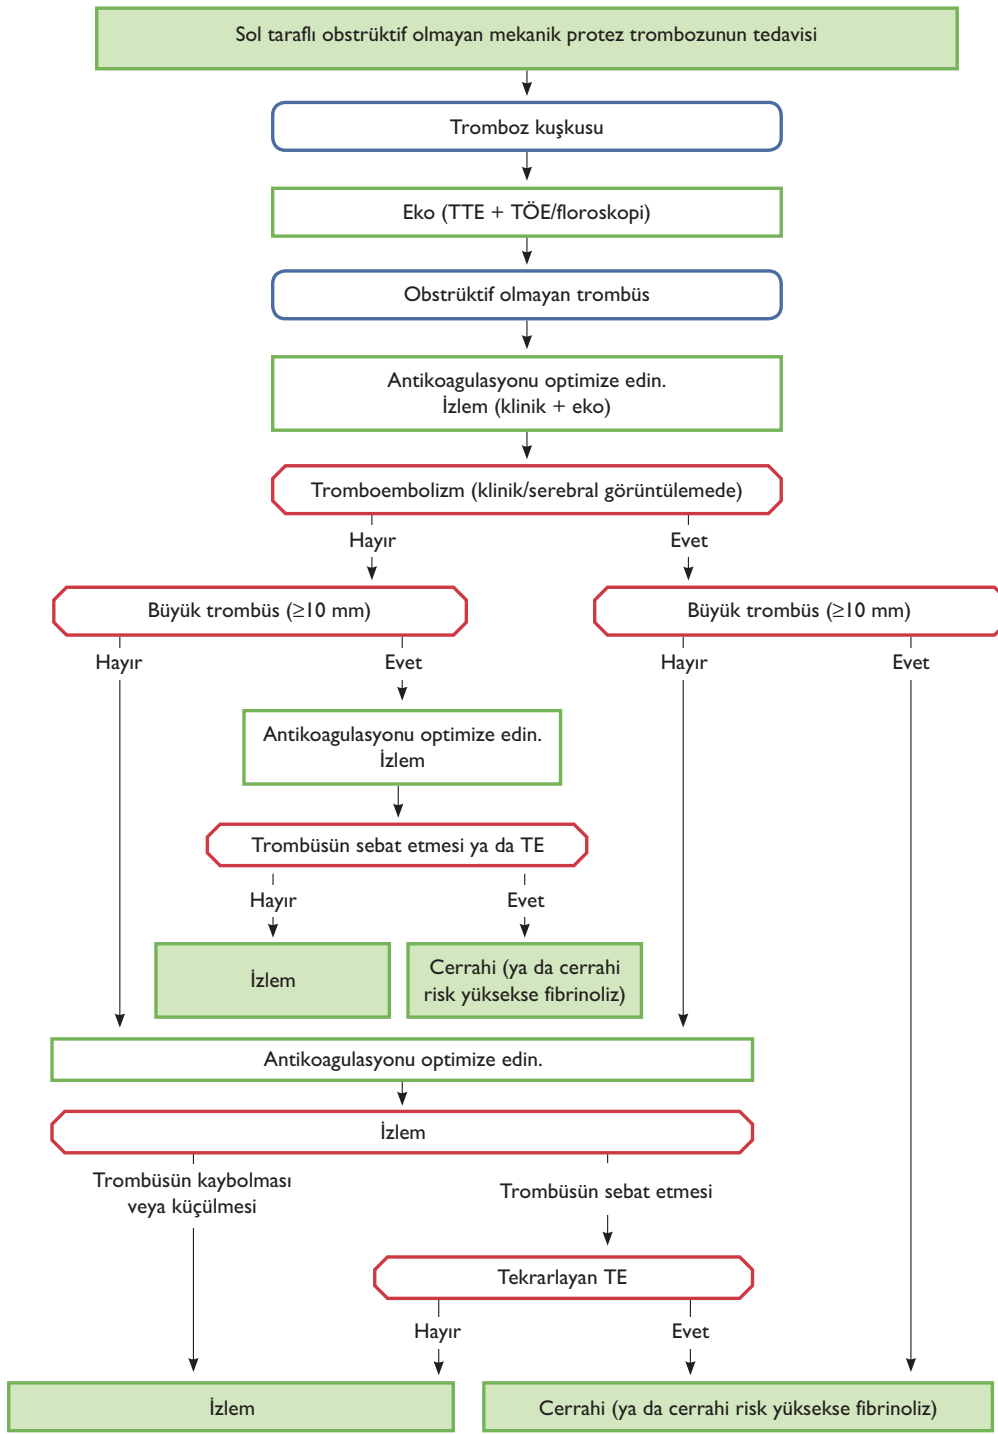 Sol taraflı obstrüktif olmayan mekanik protez trombozunun tedavisi
Tromboz kuşkusu
Eko (TTE + TÖE/floroskopi)
Obstrüktif olmayan trombüs
Antikoagulasyonu optimize edin.
İzlem (klinik + eko)
Tromboembolizm (klinik/serebral görüntülemede)
Hayır
Evet
Büyük trombüs (≥10 mm)
Büyük trombüs (≥10 mm)
Hayır
Evet
Hayır
Evet
Antikoagulasyonu optimize edin.
İzlem
Trombüsün sebat etmesi ya da TE
Hayır
Evet
İzlem
Cerrahi (ya da cerrahi
risk yüksekse fibrinoliz)
Antikoagulasyonu optimize edin.
İzlem
Trombüsün kaybolması
veya küçülmesi
Trombüsün sebat etmesi
Tekrarlayan TE
Hayır
Evet
İzlem
Cerrahi (ya da cerrahi risk yüksekse fibrinoliz)